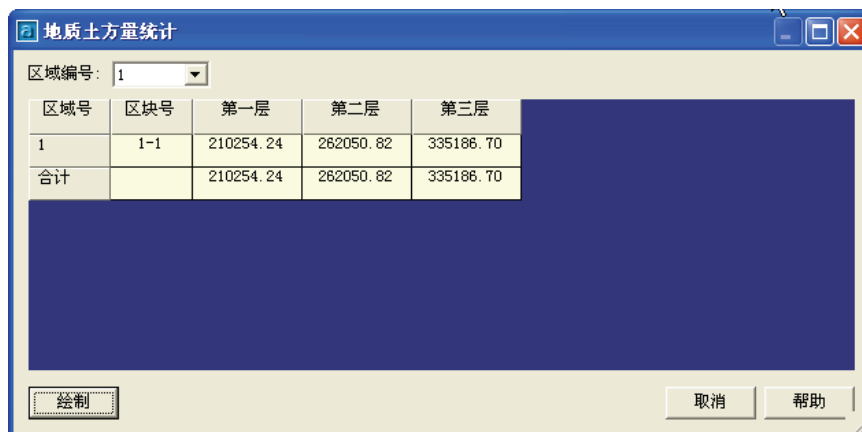 地质土方量统计
区域编号: 1
区域号 区块号 第一层 第二层 第三层
1 1-1 210254.24 262050.82 335186.70
合计 210254.24 262050.82 335186.70
绘制 取消 帮助